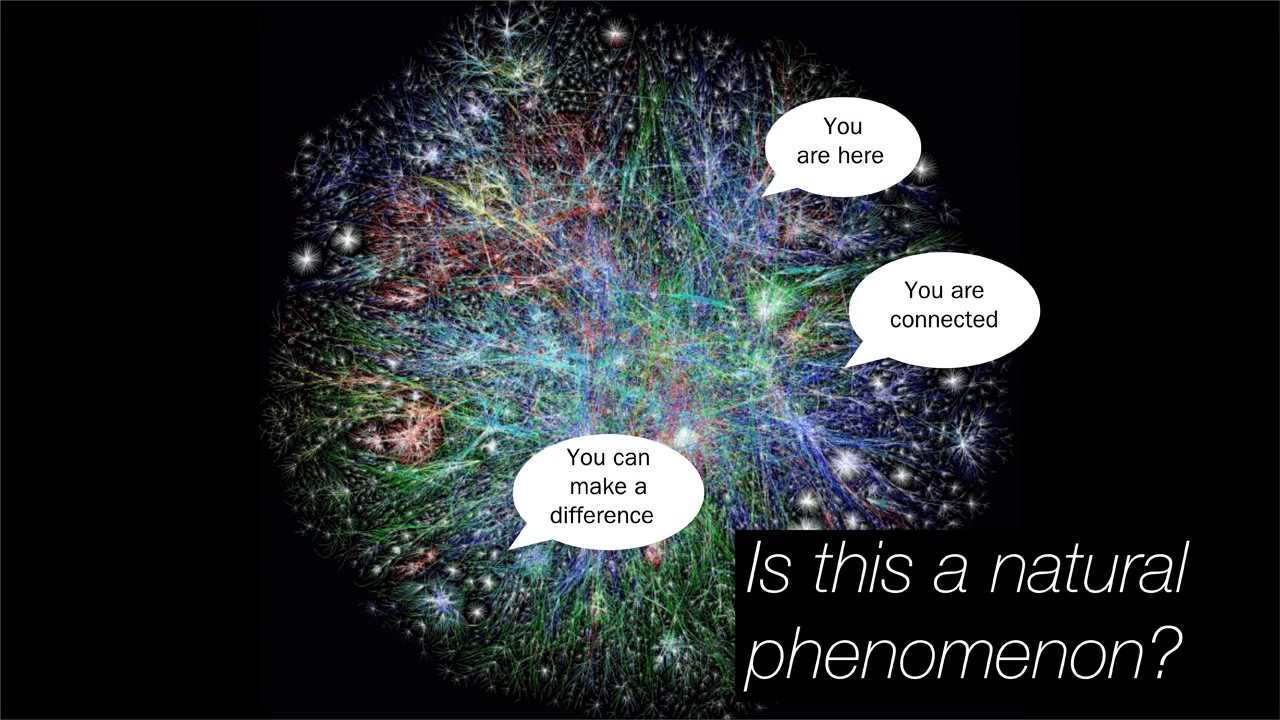 You
are here
You are
connected
You can
make a
difference
Is this a natural
phenomenon?